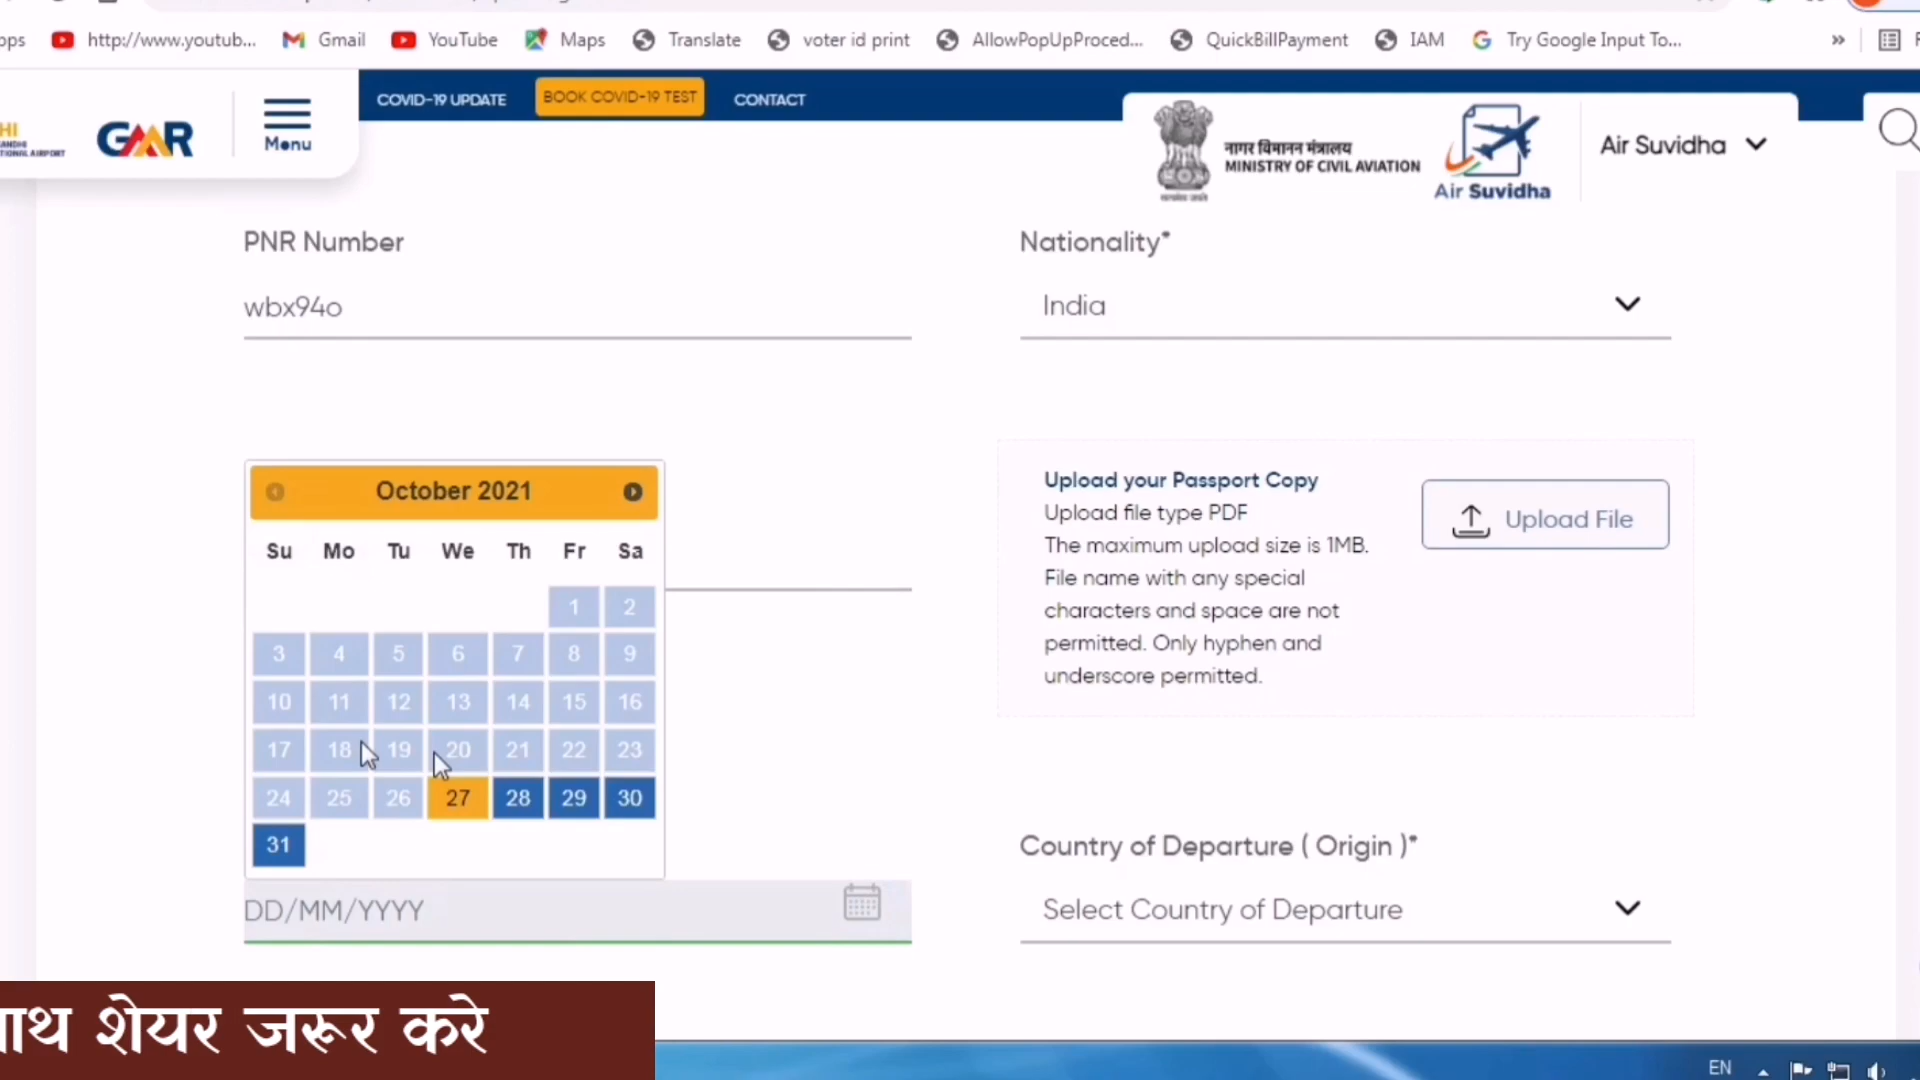 http://www.youtub... Gmail YouTube Maps Translate voter id print AllowPopUpProced... QuickBillPayment IAM Try Google Input To... »
COVID-19 UPDATE BOOK COVID-19 TEST CONTACT
GMR
Menu
नागर विमानन मंत्रालय
MINISTRY OF CIVIL AVIATION
Air Suvidha
Air Suvidha
PNR Number
wbx94o
Nationality*
India
October 2021
Su Mo Tu We Th Fr Sa
1 2
3 4 5 6 7 8 9
10 11 12 13 14 15 16
17 18 19 20 21 22 23
24 25 26 27 28 29 30
31
DD/MM/YYYY
Upload your Passport Copy
Upload file type PDF
The maximum upload size is 1MB.
File name with any special
characters and space are not
permitted. Only hyphen and
underscore permitted.
Upload File
Country of Departure ( Origin )*
Select Country of Departure
शेयर जरूर करे
EN